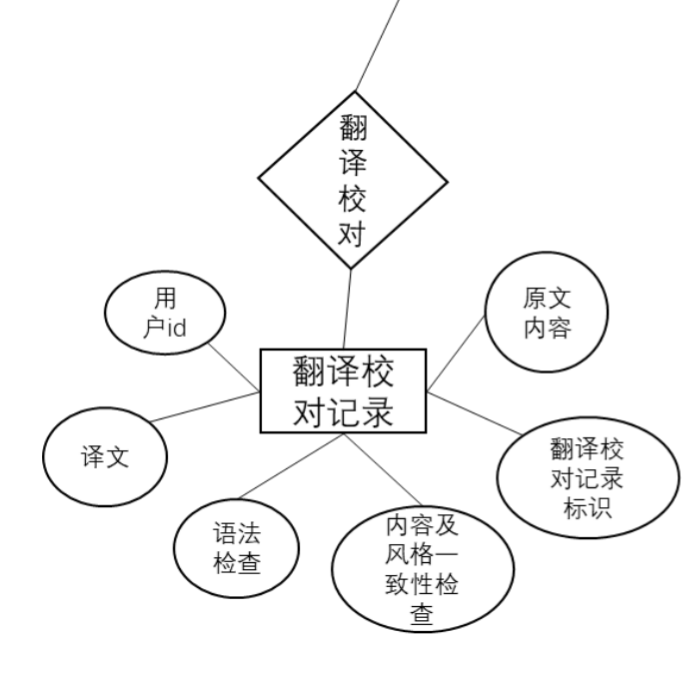 翻
译
校
对
用
户id
原文
内容
翻译校
对记录
译文
翻译校
对记录
标识
语法
检查
内容及
风格一
致性检
查